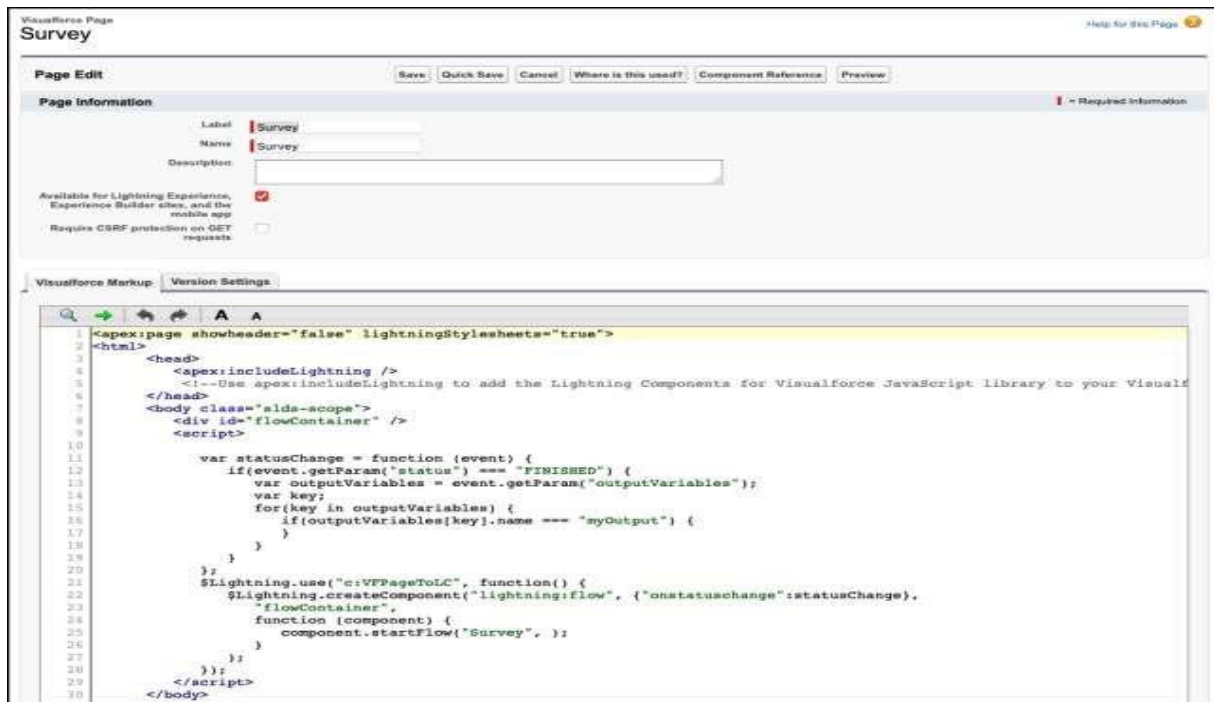 Visualforce Page
Survey
Help for this Page
Page Edit
Save Quick Save Cancel Where is this used? Component Reference Preview
Page Information
= Required Information
Label Survey
Name Survey
Description
Available for Lightning Experience, Experience Builder sites, and the mobile app
Require CSRF protection on GET requests
Visualforce Markup Version Settings
A A
1 <apex:page showheader="false" lightningStylesheets="true">
2 <html>
3 <head>
4 <apex:includeLightning />
5 <!--Use apex:includeLightning to add the Lightning Components for Visualforce JavaScript library to your Visualf
6 </head>
7 <body class="slds-scope">
8 <div id="flowContainer" />
9 <script>
10
11 var statusChange = function (event) {
12 if(event.getParam("status") === "FINISHED") {
13 var outputVariables = event.getParam("outputVariables");
14 var key;
15 for(key in outputVariables) {
16 if(outputVariables[key].name === "myOutput") {
17 }
18 }
19 }
20 };
21 $Lightning.use("c:VFPageToLC", function() {
22 $Lightning.createComponent("lightning:flow", {"onstatuschange":statusChange},
23 "flowContainer",
24 function (component) {
25 component.startFlow("Survey", );
26 }
27 );
28 });
29 </script>
30 </body>